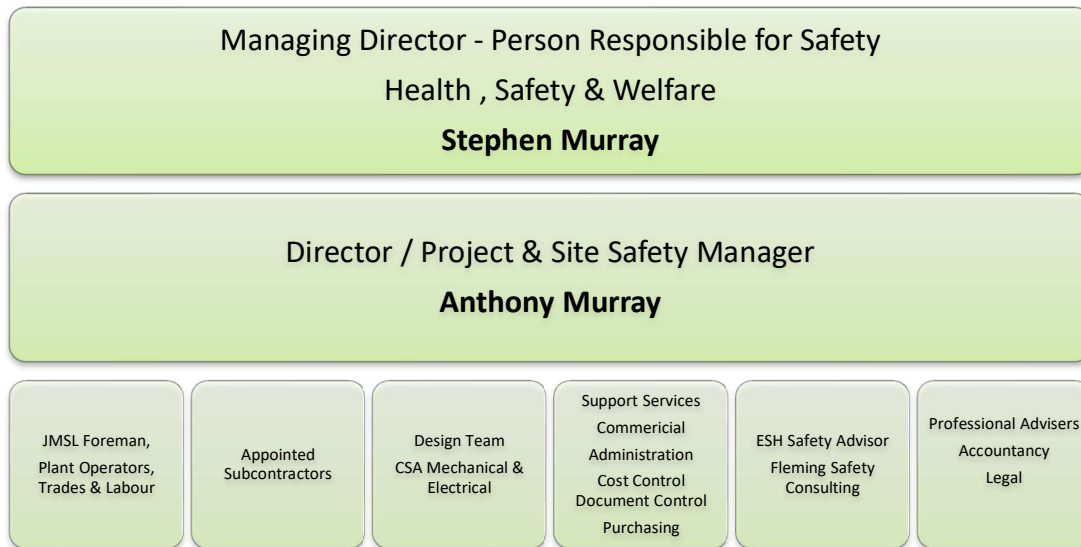 Managing Director - Person Responsible for Safety
Health , Safety & Welfare
Stephen Murray
Director / Project & Site Safety Manager
Anthony Murray
JMSL Foreman,
Plant Operators,
Trades & Labour
Appointed
Subcontractors
Design Team
CSA Mechanical &
Electrical
Support Services
Commericial
Administration
Cost Control
Document Control
Purchasing
ESH Safety Advisor
Fleming Safety
Consulting
Professional Advisers
Accountancy
Legal